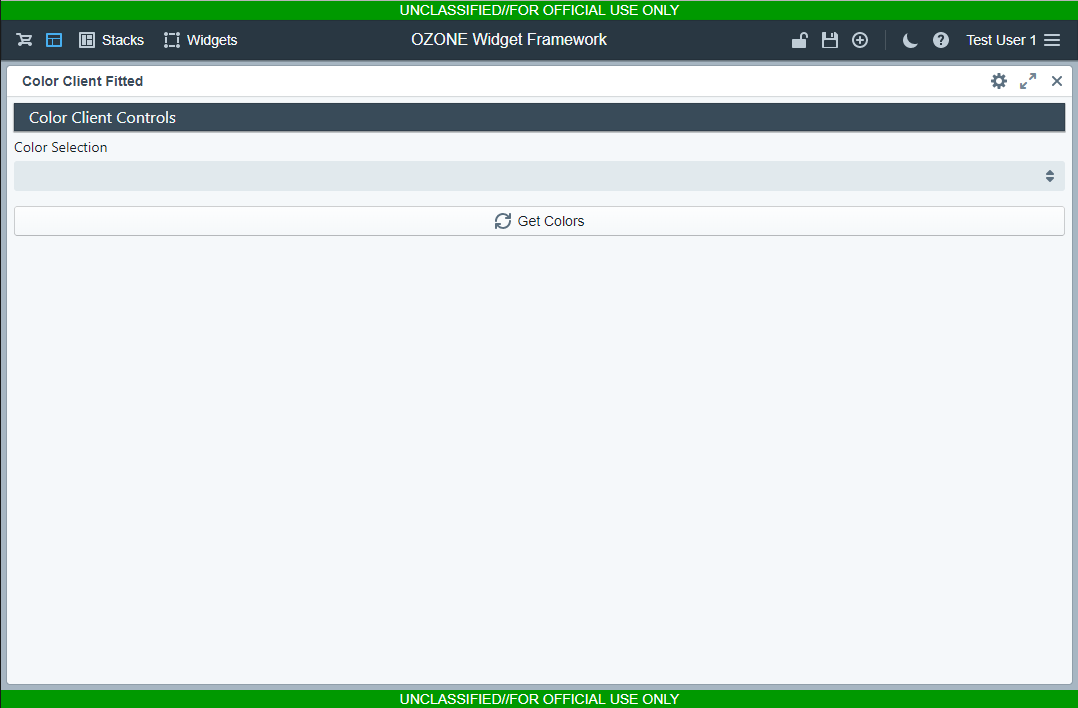 UNCLASSIFIED//FOR OFFICIAL USE ONLY
Stacks Widgets OZONE Widget Framework Test User 1
Color Client Fitted
Color Client Controls
Color Selection
Get Colors
UNCLASSIFIED//FOR OFFICIAL USE ONLY